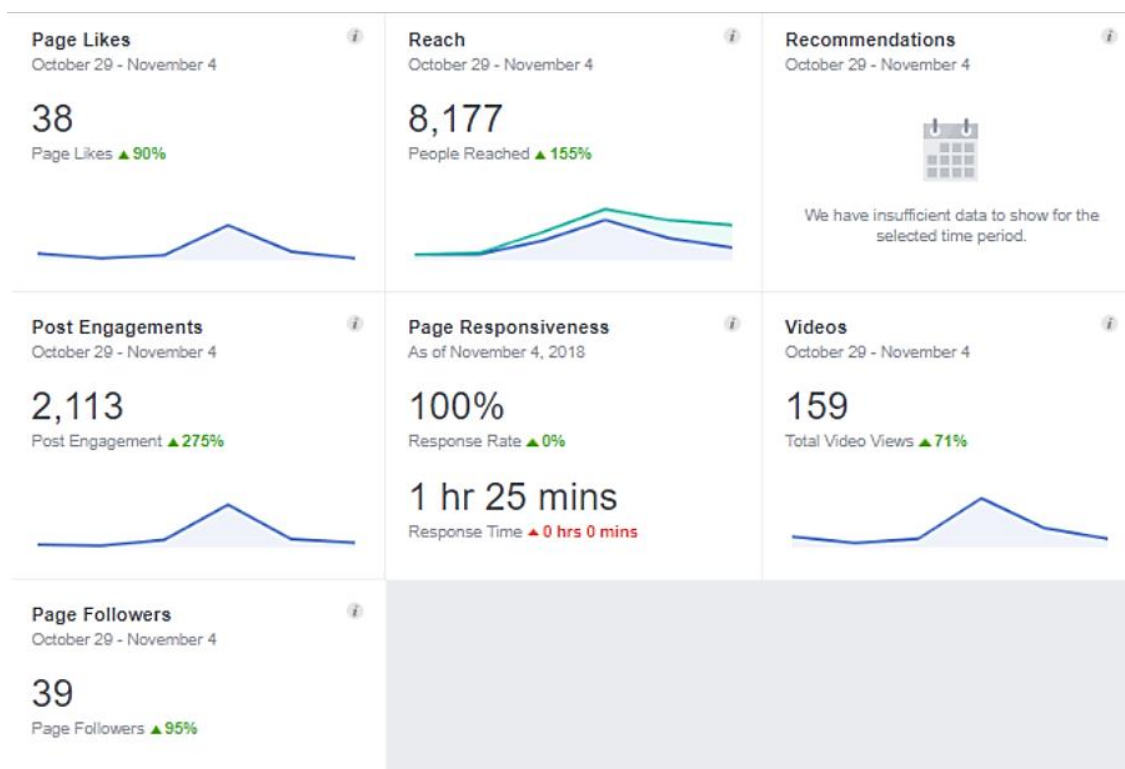 Page Likes
October 29 - November 4
38
Page Likes ▲ 90%
Reach
October 29 - November 4
8,177
People Reached ▲ 155%
Recommendations
October 29 - November 4
We have insufficient data to show for the
selected time period.
Post Engagements
October 29 - November 4
2,113
Post Engagement ▲ 275%
Page Responsiveness
As of November 4, 2018
100%
Response Rate ▲ 0%
1 hr 25 mins
Response Time ▲ 0 hrs 0 mins
Videos
October 29 - November 4
159
Total Video Views ▲ 71%
Page Followers
October 29 - November 4
39
Page Followers ▲ 95%